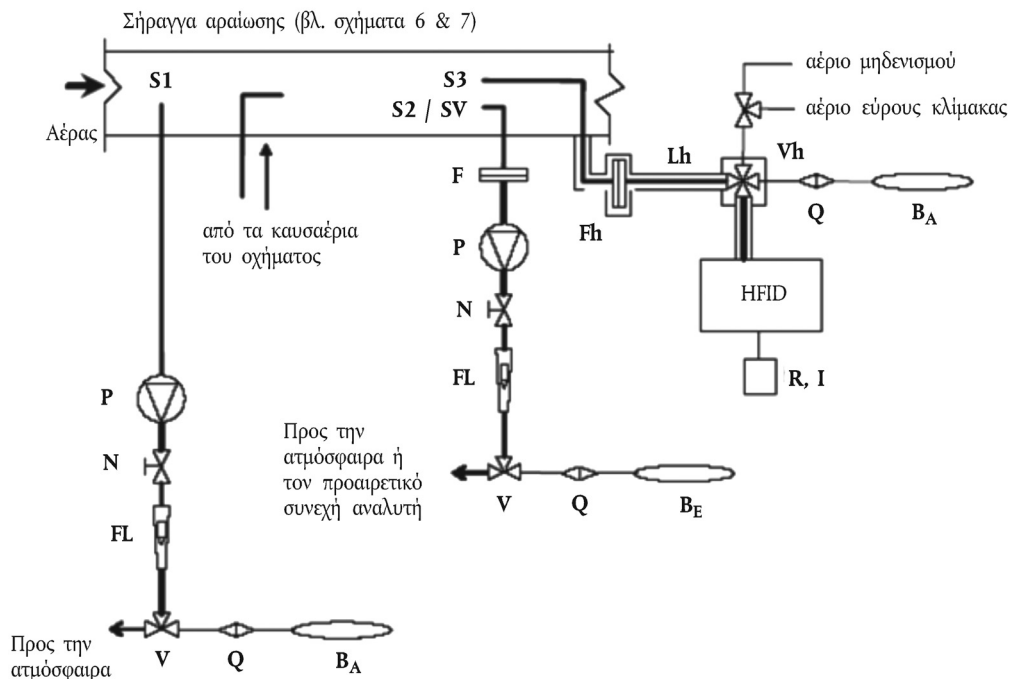 Σήραγγα αραίωσης (βλ. σχήματα 6 & 7)
αέριο μηδενισμού
S1
S3
S2 / SV
αέριο εύρους κλίμακας
Αέρας
Lh
Vh
F
Fh
Q
B_A
από τα καυσαέρια
του οχήματος
P
HFID
N
FL
R, I
P
Προς την
ατμόσφαιρα ή
τον προαιρετικό
συνεχή αναλυτή
N
V
Q
B_E
FL
Προς την
ατμόσφαιρα
V
Q
B_A